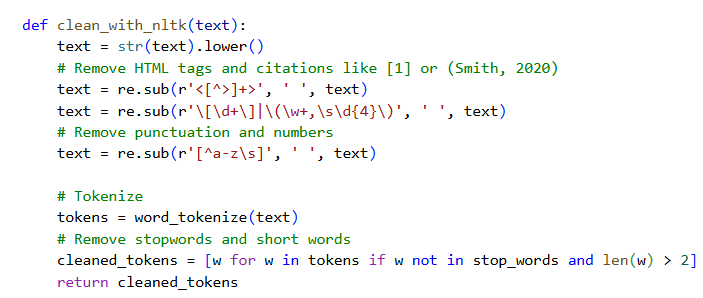 def clean_with_nltk(text):
    text = str(text).lower()
    # Remove HTML tags and citations like [1] or (Smith, 2020)
    text = re.sub(r'<[^>]+>', ' ', text)
    text = re.sub(r'\[\d+\]|\(\w+,\s\d{4}\)', ' ', text)
    # Remove punctuation and numbers
    text = re.sub(r'[^a-z\s]', ' ', text)

    # Tokenize
    tokens = word_tokenize(text)
    # Remove stopwords and short words
    cleaned_tokens = [w for w in tokens if w not in stop_words and len(w) > 2]
    return cleaned_tokens